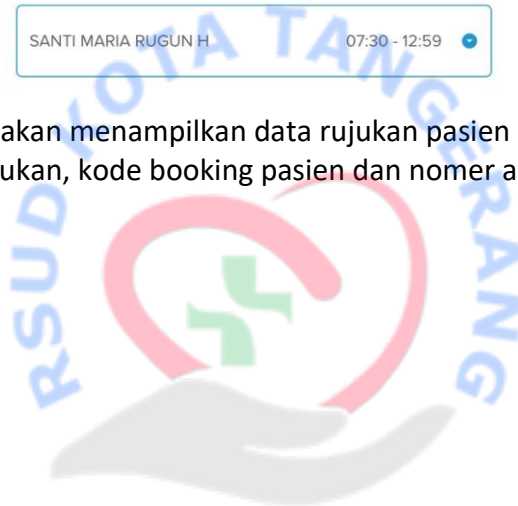 SANTI MARIA RUGUN H 07:30 - 12:59
akan menampilkan data rujukan pasien
ukan, kode booking pasien dan nomer a
RSUD KOTA TANGERANG